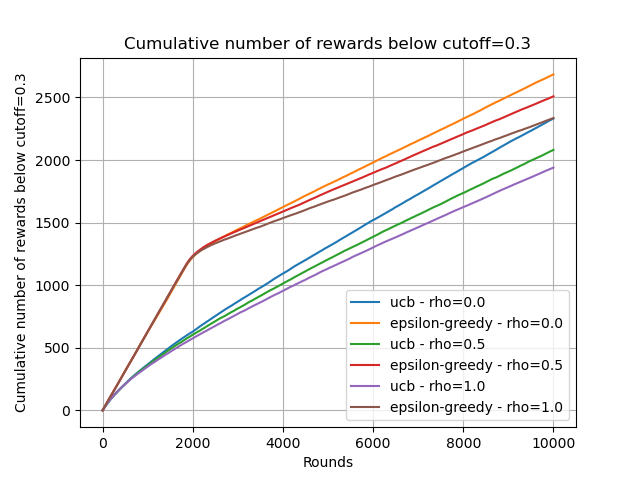 Cumulative number of rewards below cutoff=0.3
Cumulative number of rewards below cutoff=0.3
2500
2000
1500
1000
500
0
ucb - rho=0.0
epsilon-greedy - rho=0.0
ucb - rho=0.5
epsilon-greedy - rho=0.5
ucb - rho=1.0
epsilon-greedy - rho=1.0
0 2000 4000 6000 8000 10000
Rounds